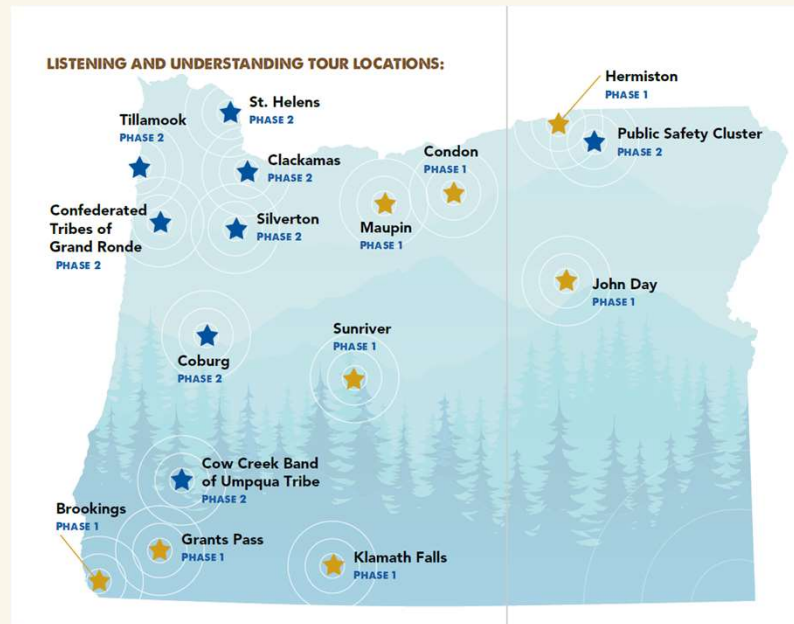 LISTENING AND UNDERSTANDING TOUR LOCATIONS:
Hermiston
PHASE 1
St. Helens
PHASE 2
Tillamook
PHASE 2
Public Safety Cluster
PHASE 2
Clackamas
PHASE 2
Condon
PHASE 1
Confederated
Tribes of
Grand Ronde
PHASE 2
Silverton
PHASE 2
Maupin
PHASE 1
John Day
PHASE 1
Sunriver
PHASE 1
Coburg
PHASE 2
Cow Creek Band
of Umpqua Tribe
PHASE 2
Brookings
PHASE 1
Grants Pass
PHASE 1
Klamath Falls
PHASE 1